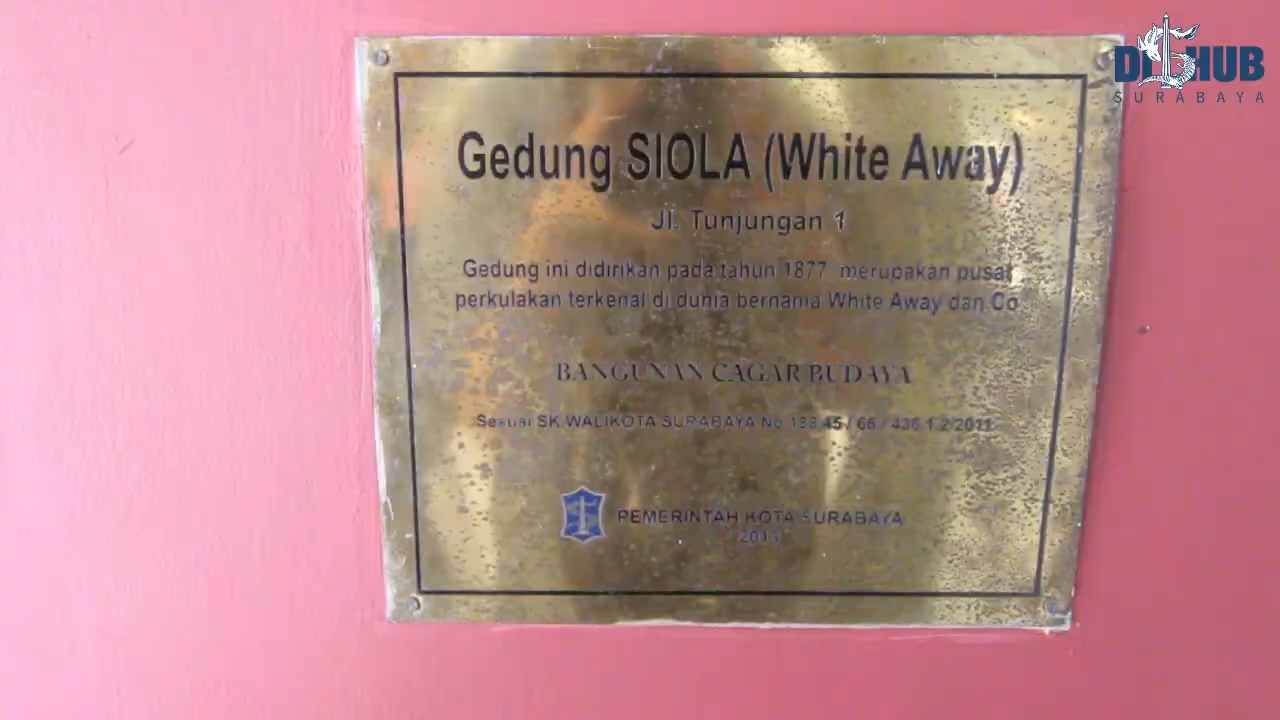 DISHUB
SURABAYA
Gedung SIOLA (White Away)
Jl. Tunjungan 1
Gedung ini didirikan pada tahun 1877 merupakan pusat
perkulakan terkenal di dunia bernama White Away dan Co
BANGUNAN CAGAR BUDAYA
Sesuai SK WALIKOTA SURABAYA No 188.45 / 66 / 436.1.2/2011
PEMERINTAH KOTA SURABAYA
2013